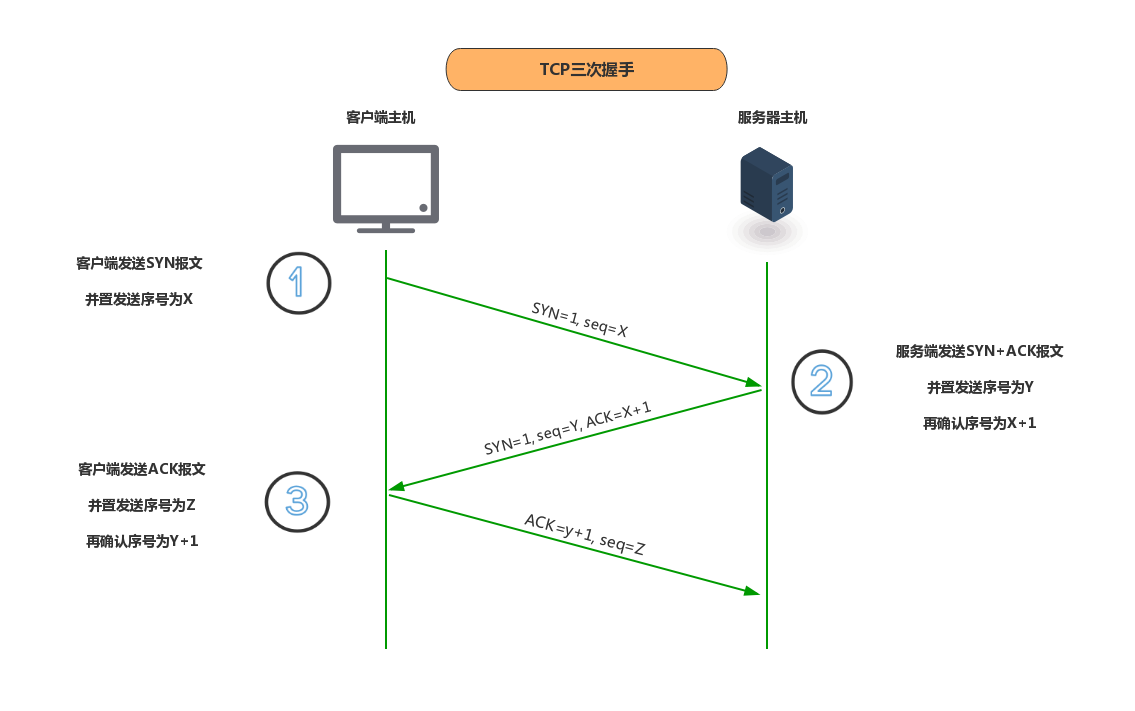 TCP三次握手
客户端主机
服务器主机
客户端发送SYN报文
并置发送序号为X
1
SYN=1, seq=X
2
服务端发送SYN+ACK报文
并置发送序号为Y
再确认序号为X+1
SYN=1, seq=Y, ACK=X+1
客户端发送ACK报文
并置发送序号为Z
再确认序号为Y+1
3
ACK=y+1, seq=Z